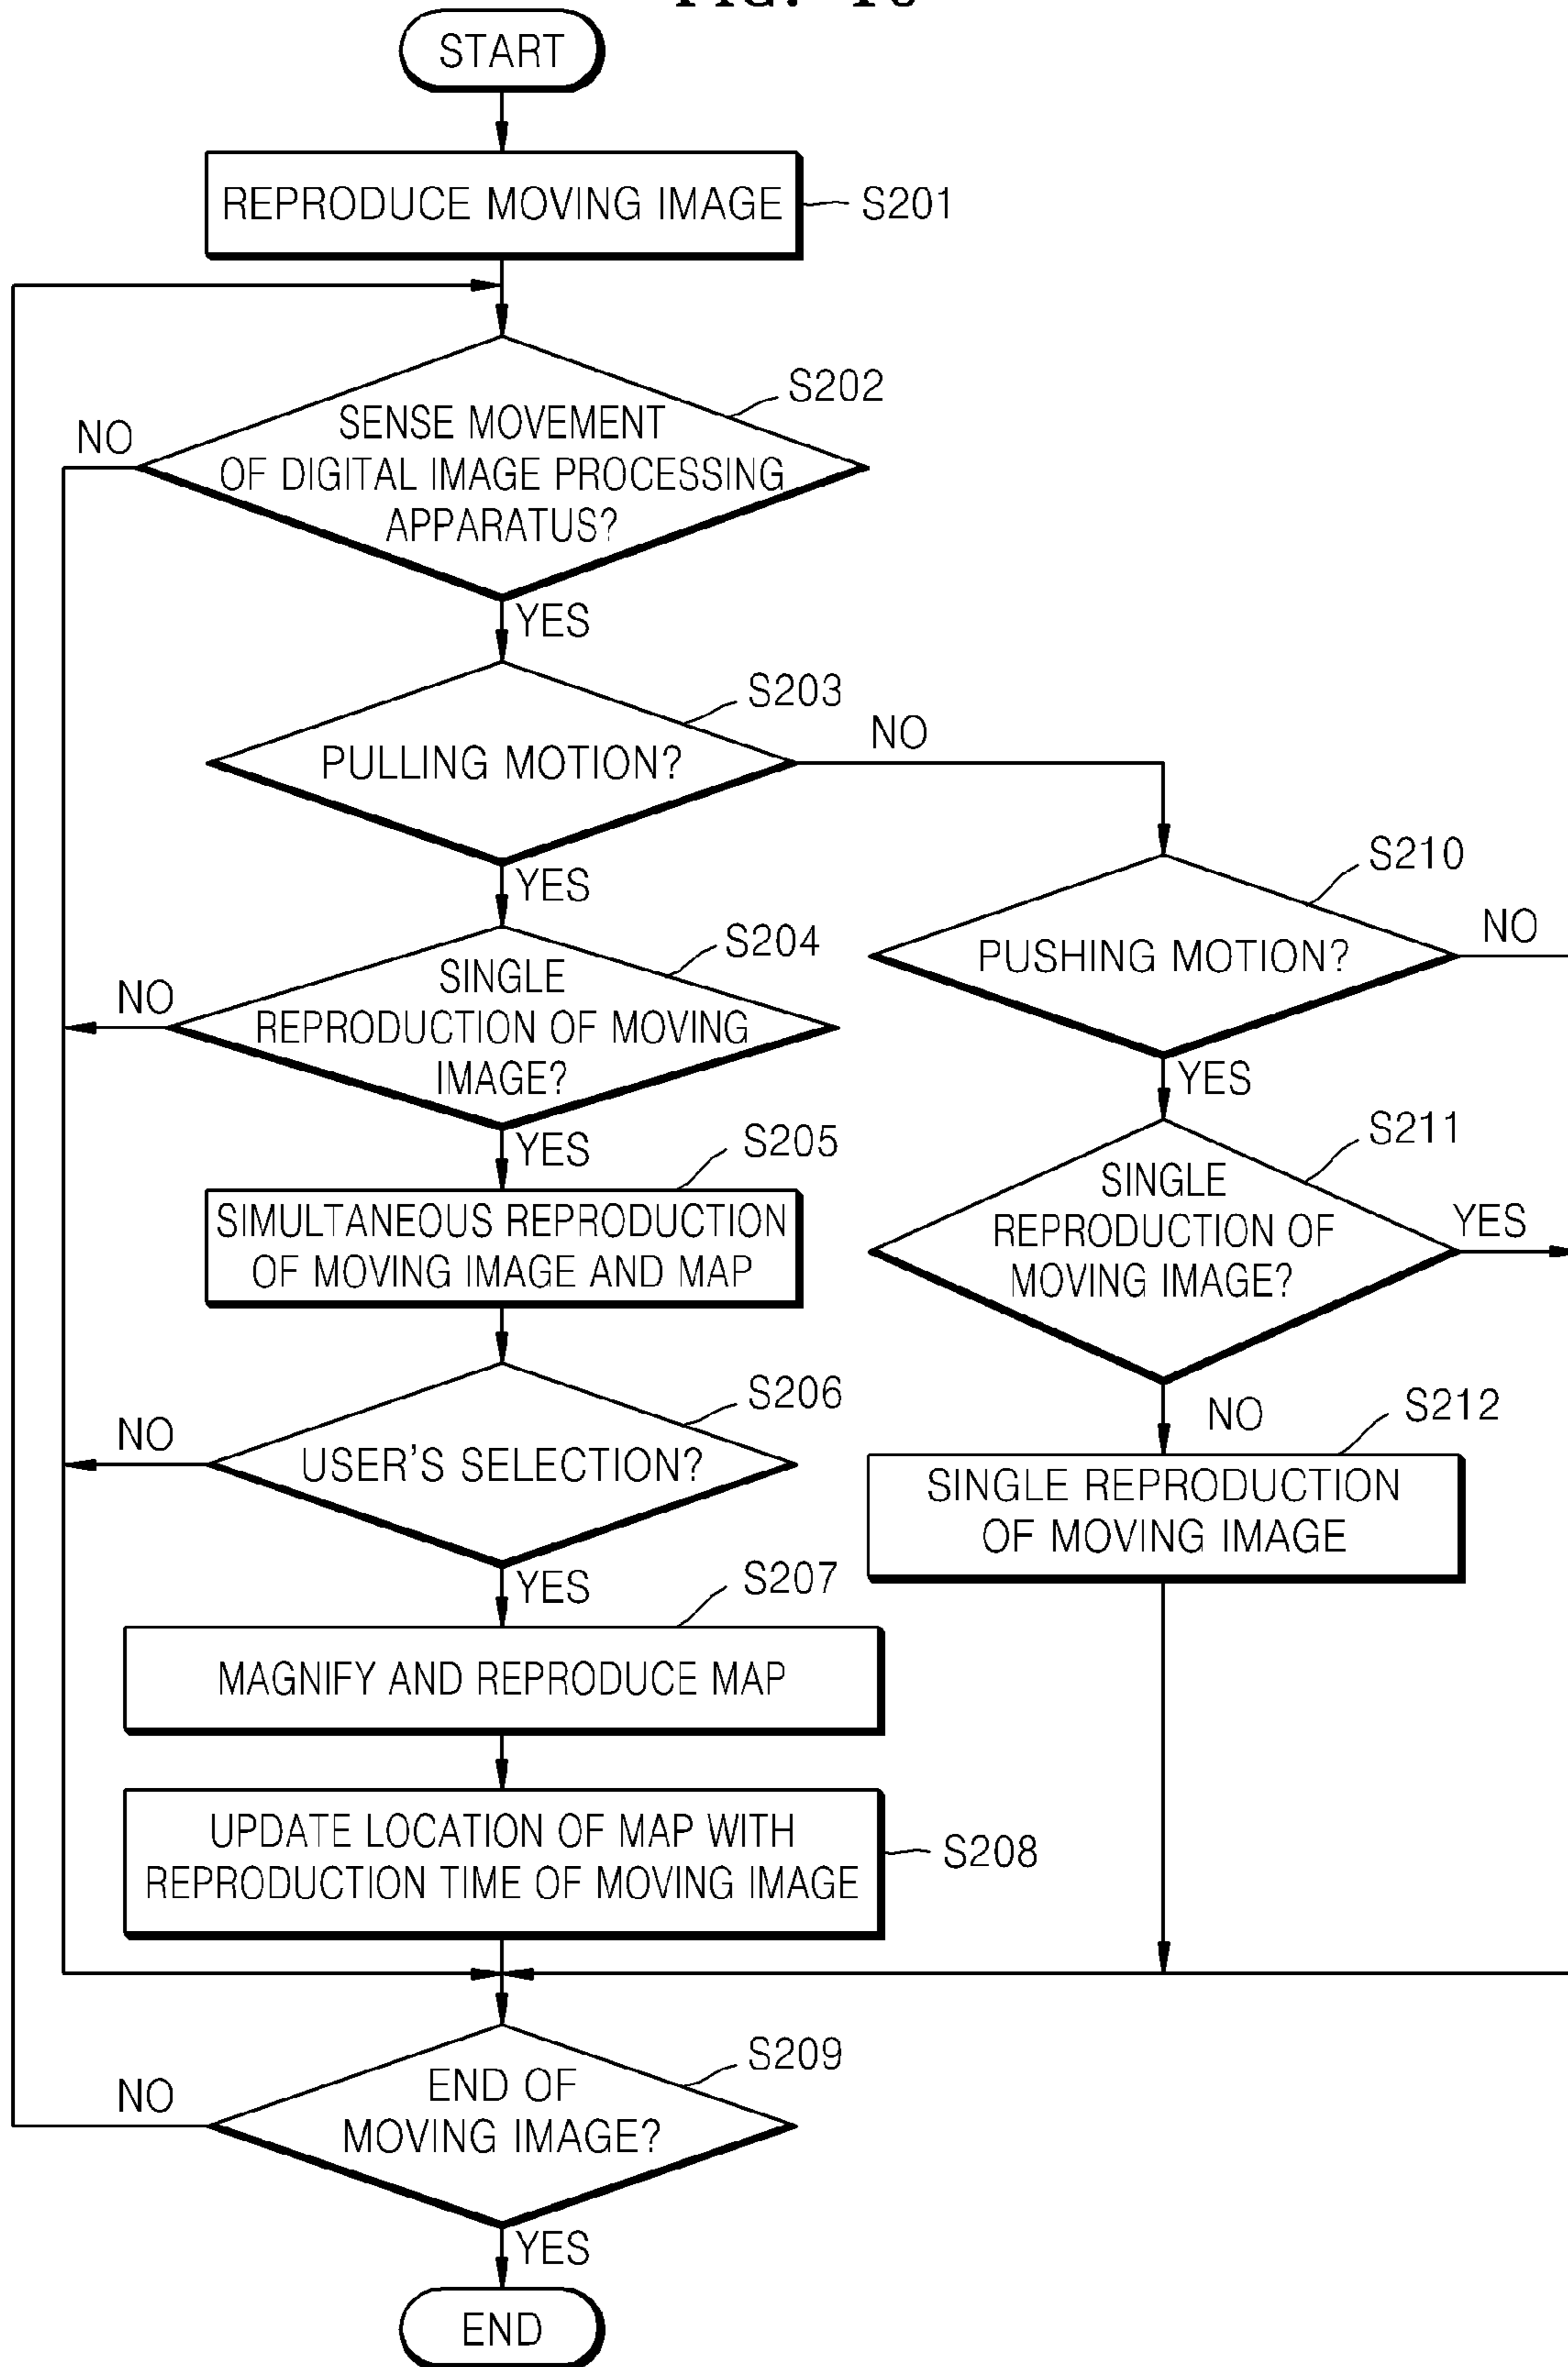 START
REPRODUCE MOVING IMAGE
S201
S202
NO
SENSE MOVEMENT
OF DIGITAL IMAGE PROCESSING
APPARATUS?
YES
S203
NO
PULLING MOTION?
YES
S210
NO
PUSHING MOTION?
S204
NO
SINGLE
REPRODUCTION OF MOVING
IMAGE?
YES
YES
S205
S211
SINGLE
REPRODUCTION OF
MOVING IMAGE?
YES
SIMULTANEOUS REPRODUCTION
OF MOVING IMAGE AND MAP
S206
NO
USER'S SELECTION?
NO
S212
SINGLE REPRODUCTION
OF MOVING IMAGE
YES
S207
MAGNIFY AND REPRODUCE MAP
UPDATE LOCATION OF MAP WITH
REPRODUCTION TIME OF MOVING IMAGE
S208
S209
NO
END OF
MOVING IMAGE?
YES
END